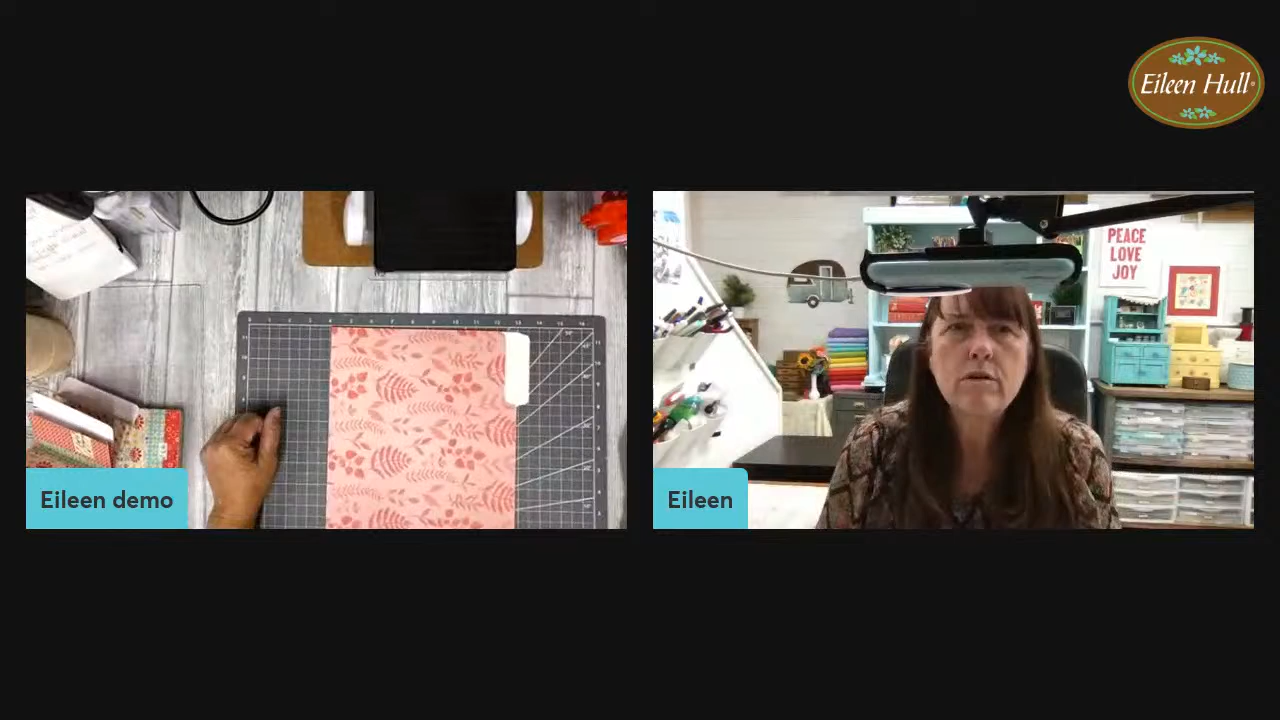 Eileen Hull
PEACE
LOVE
JOY
Eileen demo
Eileen